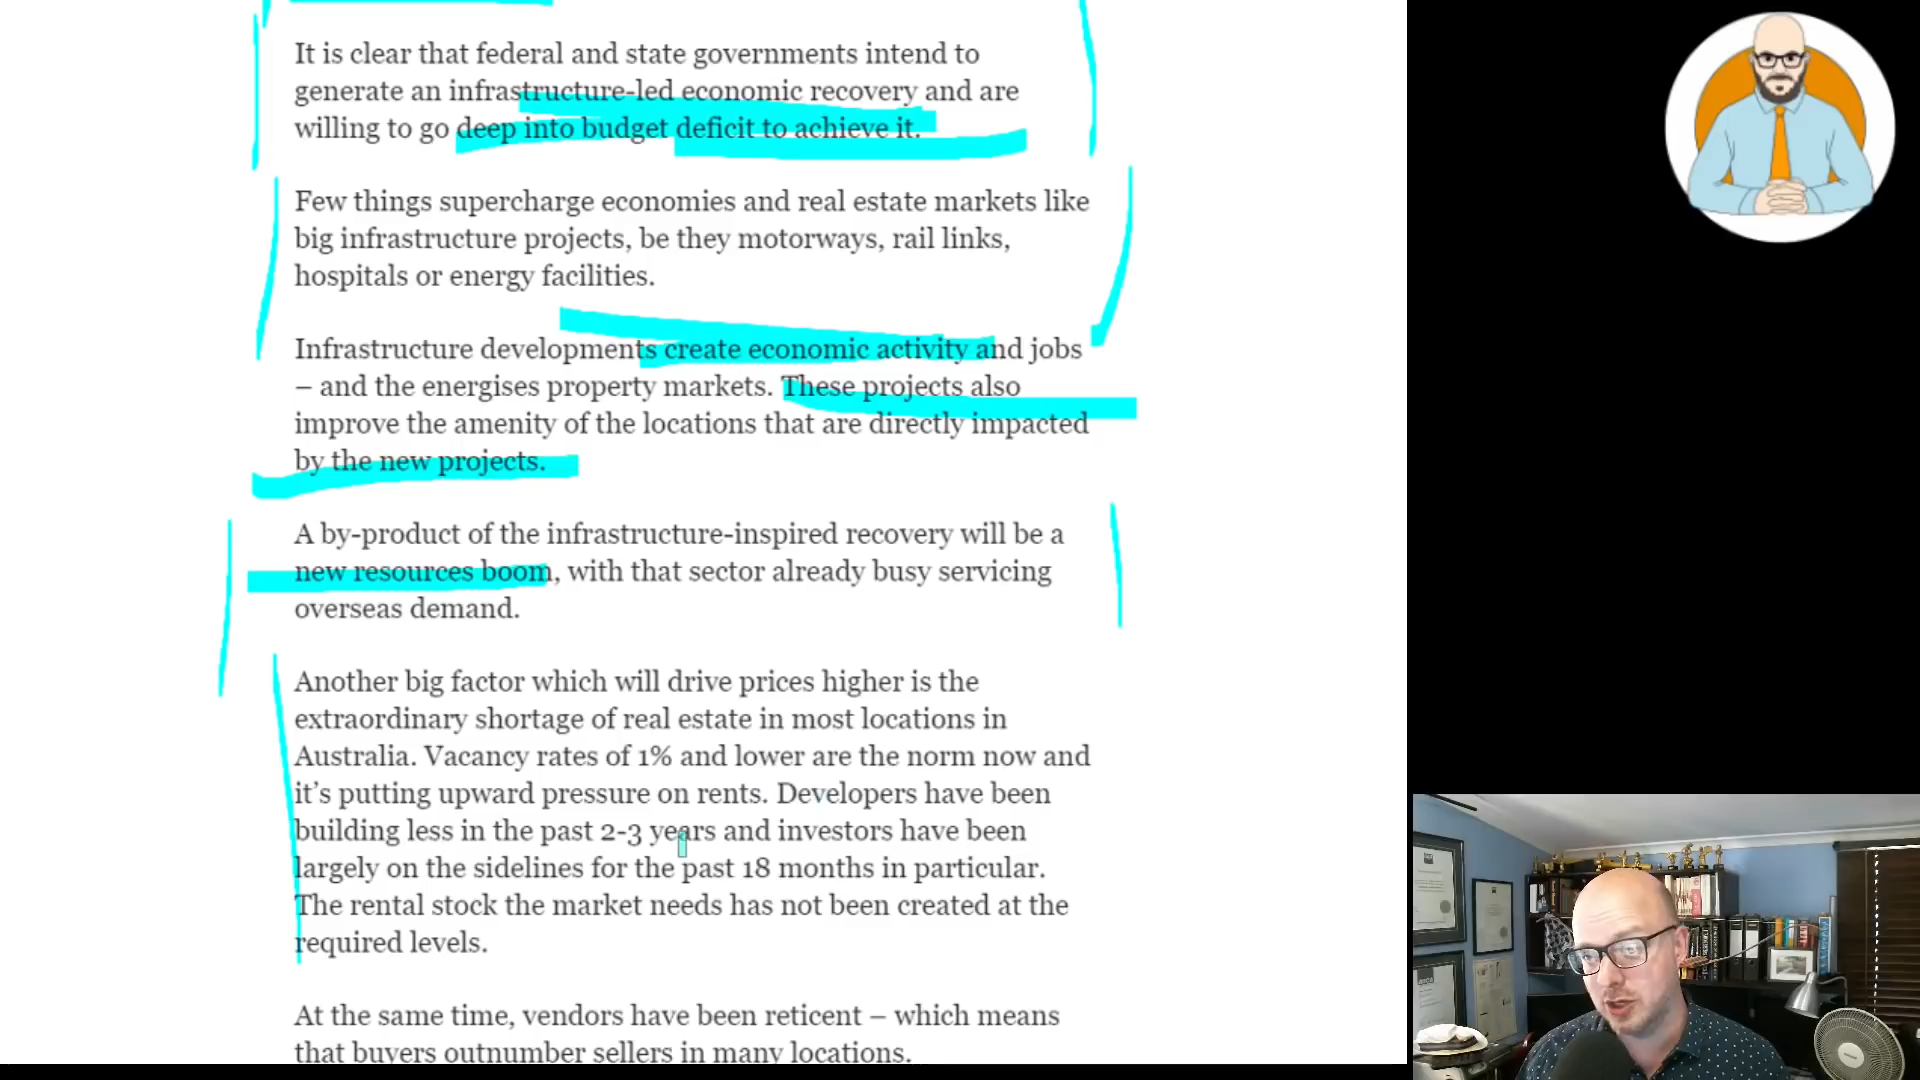 It is clear that federal and state governments intend to
generate an infrastructure-led economic recovery and are
willing to go deep into budget deficit to achieve it.
Few things supercharge economies and real estate markets like
big infrastructure projects, be they motorways, rail links,
hospitals or energy facilities.
Infrastructure developments create economic activity and jobs
– and the energises property markets. These projects also
improve the amenity of the locations that are directly impacted
by the new projects.
A by-product of the infrastructure-inspired recovery will be a
new resources boom, with that sector already busy servicing
overseas demand.
Another big factor which will drive prices higher is the
extraordinary shortage of real estate in most locations in
Australia. Vacancy rates of 1% and lower are the norm now and
it’s putting upward pressure on rents. Developers have been
building less in the past 2-3 years and investors have been
largely on the sidelines for the past 18 months in particular.
The rental stock the market needs has not been created at the
required levels.
At the same time, vendors have been reticent – which means
that buyers outnumber sellers in many locations.